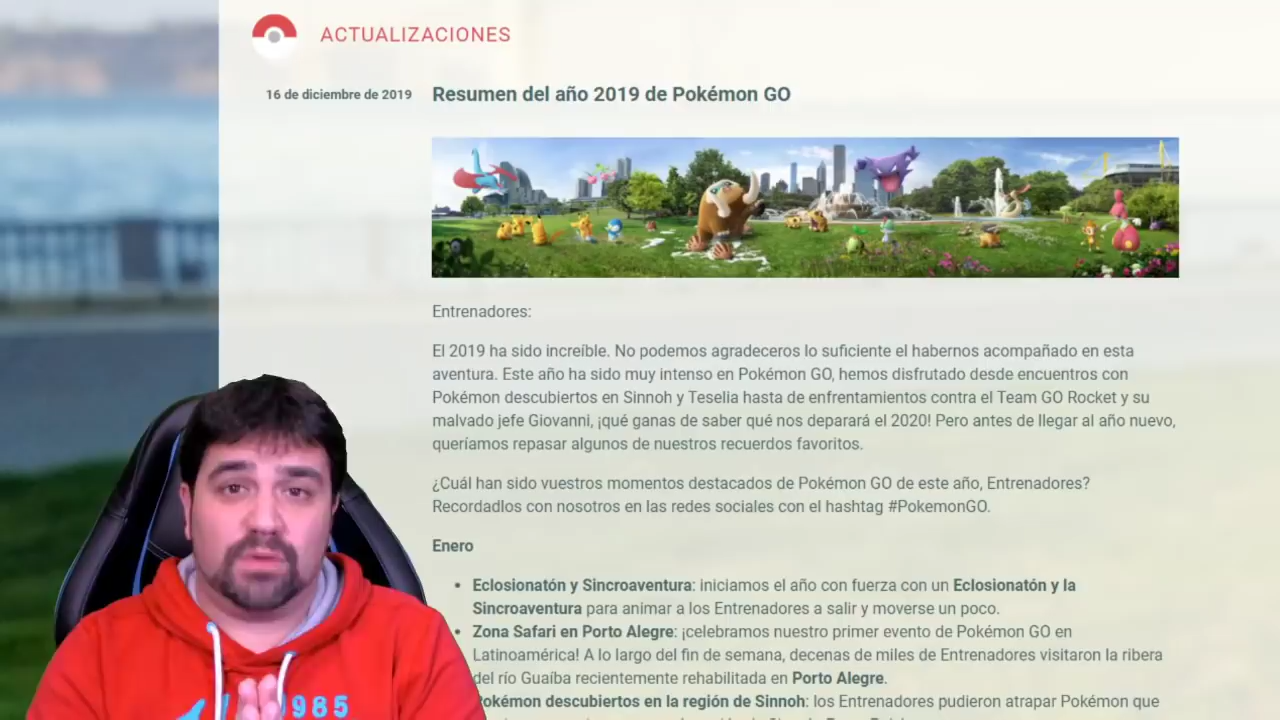 ACTUALIZACIONES
16 de diciembre de 2019
Resumen del año 2019 de Pokémon GO
Entrenadores:
El 2019 ha sido increíble. No podemos agradeceros lo suficiente el habernos acompañado en esta
aventura. Este año ha sido muy intenso en Pokémon GO, hemos disfrutado desde encuentros con
Pokémon descubiertos en Sinnoh y Teselia hasta de enfrentamientos contra el Team GO Rocket y su
malvado jefe Giovanni, ¡qué ganas de saber qué nos deparará el 2020! Pero antes de llegar al año nuevo,
queríamos repasar algunos de nuestros recuerdos favoritos.
¿Cuál han sido vuestros momentos destacados de Pokémon GO de este año, Entrenadores?
Recordadlos con nosotros en las redes sociales con el hashtag #PokemonGO.
Enero
• Eclosionatón y Sincroaventura: iniciamos el año con fuerza con un Eclosionatón y la
Sincroaventura para animar a los Entrenadores a salir y moverse un poco.
• Zona Safari en Porto Alegre: ¡celebramos nuestro primer evento de Pokémon GO en
Latinoamérica! A lo largo del fin de semana, decenas de miles de Entrenadores visitaron la ribera
del río Guaíba recientemente rehabilitada en Porto Alegre.
Pokémon descubiertos en la región de Sinnoh: los Entrenadores pudieron atrapar Pokémon que
1985